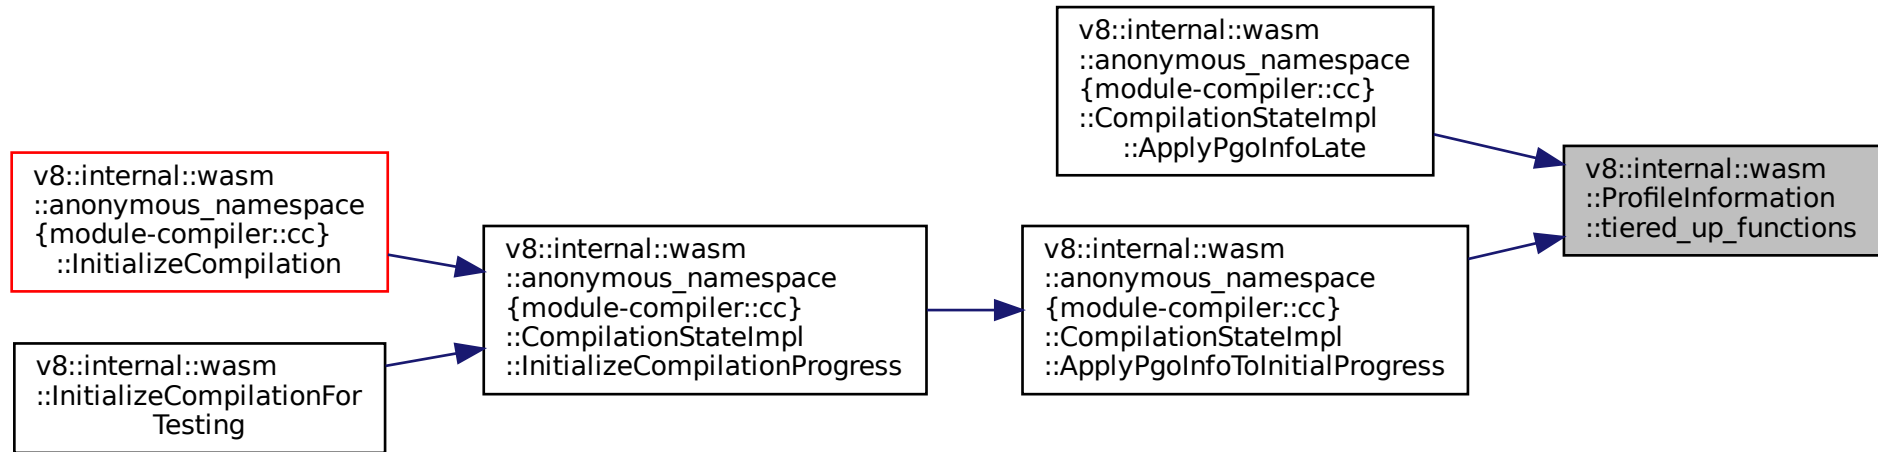 v8::internal::wasm
::anonymous_namespace
{module-compiler::cc}
::InitializeCompilation
v8::internal::wasm
::InitializeCompilationFor
Testing
v8::internal::wasm
::anonymous_namespace
{module-compiler::cc}
::CompilationStateImpl
::InitializeCompilationProgress
v8::internal::wasm
::anonymous_namespace
{module-compiler::cc}
::CompilationStateImpl
::ApplyPgoInfoLate
v8::internal::wasm
::anonymous_namespace
{module-compiler::cc}
::CompilationStateImpl
::ApplyPgoInfoToInitialProgress
v8::internal::wasm
::ProfileInformation
::tiered_up_functions